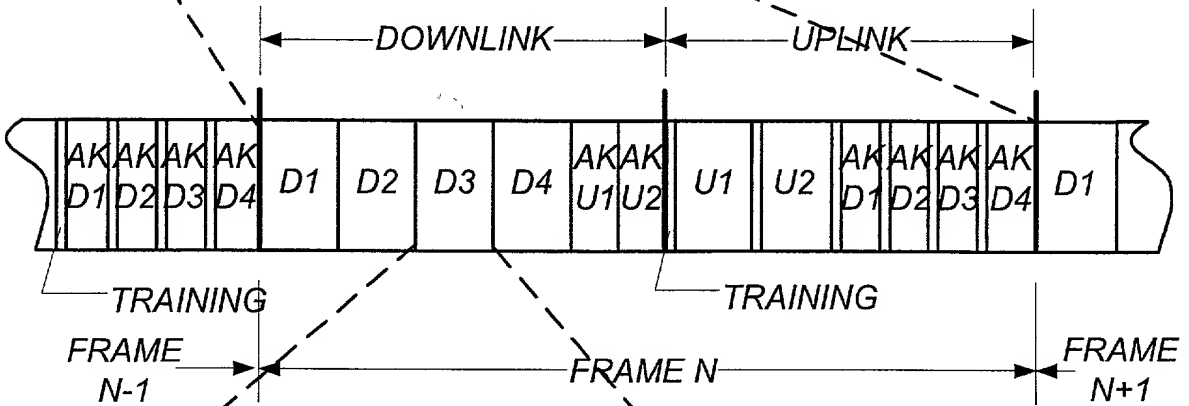 DOWNLINK UPLINK
AK AK AK AK D1 D2 D3 D4 AK AK U1 U2 AK AK AK AK D1
D1 D2 D3 D4 U1 U2 D1 D2 D3 D4
TRAINING TRAINING
FRAME N-1
FRAME N
FRAME N+1